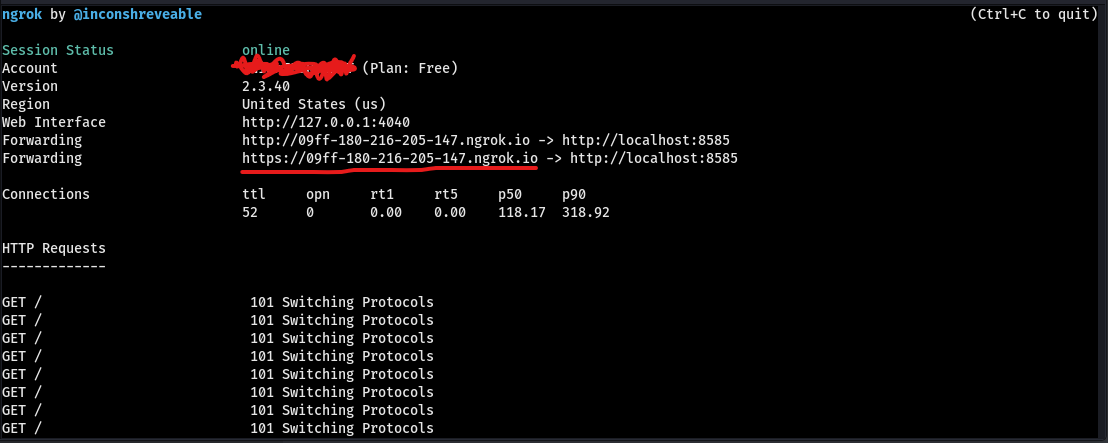 ngrok by @inconshreveable (Ctrl+C to quit)
Session Status online
Account (Plan: Free)
Version 2.3.40
Region United States (us)
Web Interface http://127.0.0.1:4040
Forwarding http://09ff-180-216-205-147.ngrok.io -> http://localhost:8585
Forwarding https://09ff-180-216-205-147.ngrok.io -> http://localhost:8585
Connections ttl opn rt1 rt5 p50 p90
52 0 0.00 0.00 118.17 318.92
HTTP Requests
-------------
GET / 101 Switching Protocols
GET / 101 Switching Protocols
GET / 101 Switching Protocols
GET / 101 Switching Protocols
GET / 101 Switching Protocols
GET / 101 Switching Protocols
GET / 101 Switching Protocols
GET / 101 Switching Protocols